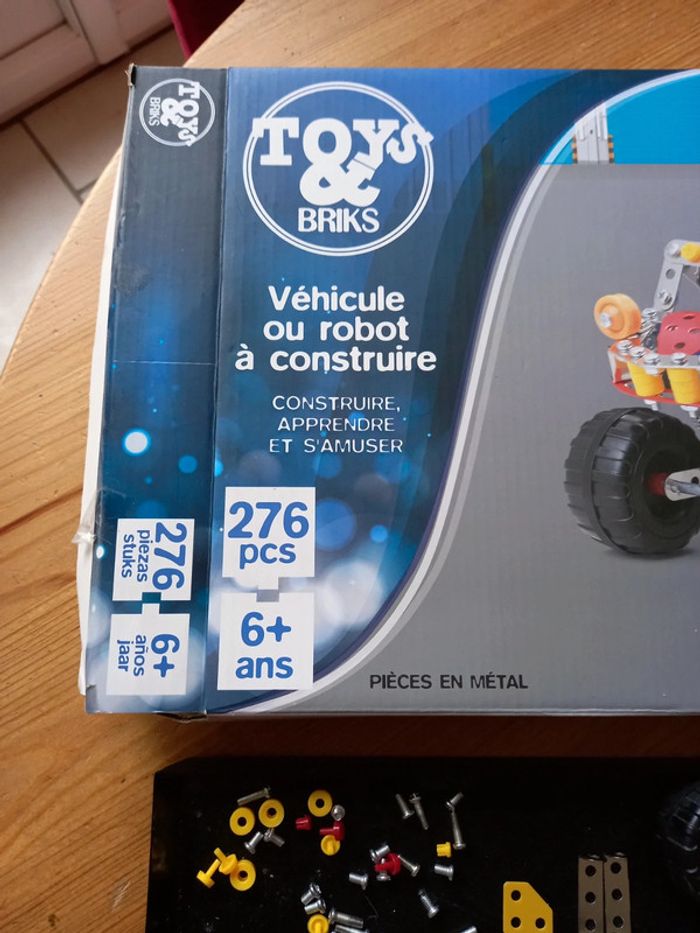 TOYS
&
BRIKS
TOYS
&
BRIKS
Véhicule
ou robot
à construire
CONSTRUIRE,
APPRENDRE
ET S'AMUSER
276
pcs
6+
ans
276
piezas
stuks
6+
años
jaar
PIÈCES EN MÉTAL